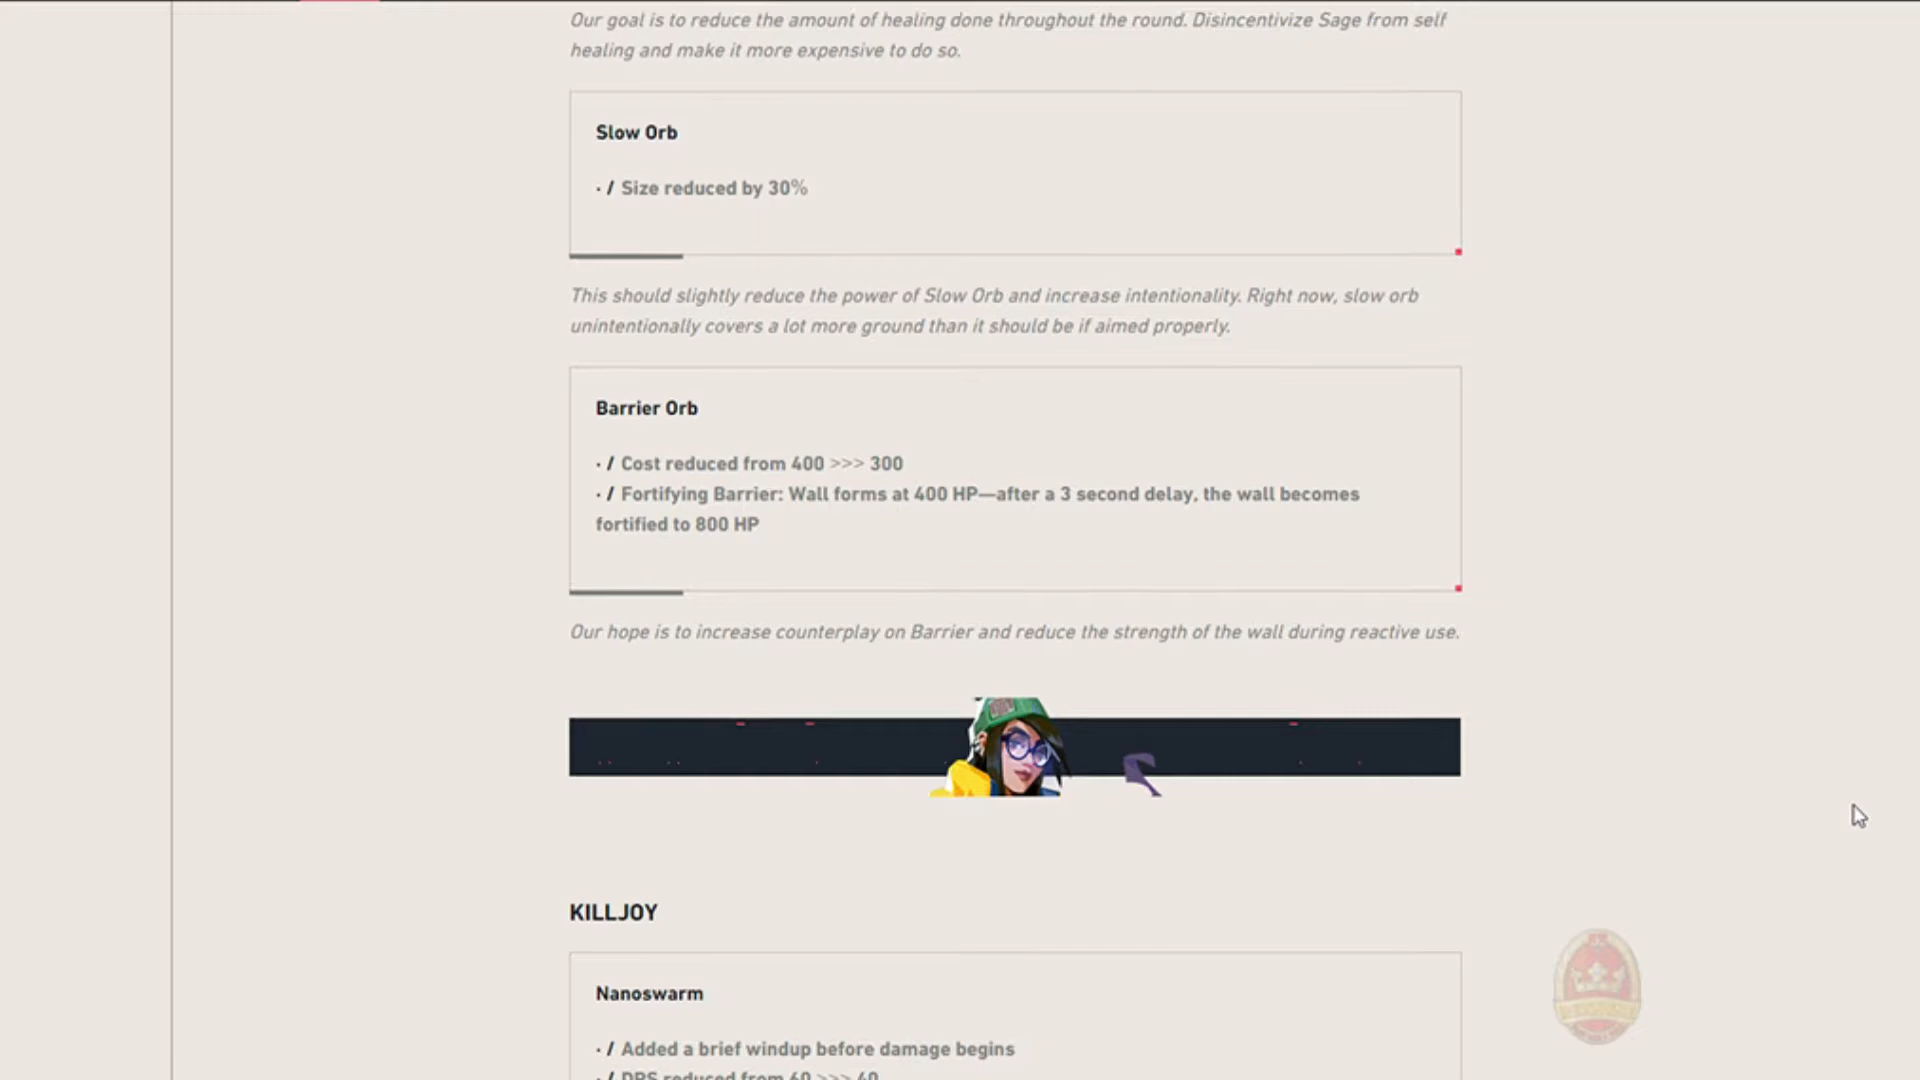 Our goal is to reduce the amount of healing done throughout the round. Disincentivize Sage from self
healing and make it more expensive to do so.
Slow Orb
· / Size reduced by 30%
This should slightly reduce the power of Slow Orb and increase intentionality. Right now, slow orb
unintentionally covers a lot more ground than it should be if aimed properly.
Barrier Orb
· / Cost reduced from 400 >>> 300
· / Fortifying Barrier: Wall forms at 400 HP—after a 3 second delay, the wall becomes
fortified to 800 HP
Our hope is to increase counterplay on Barrier and reduce the strength of the wall during reactive use.
KILLJOY
Nanoswarm
· / Added a brief windup before damage begins
· / DPS reduced from 60 >>> 40